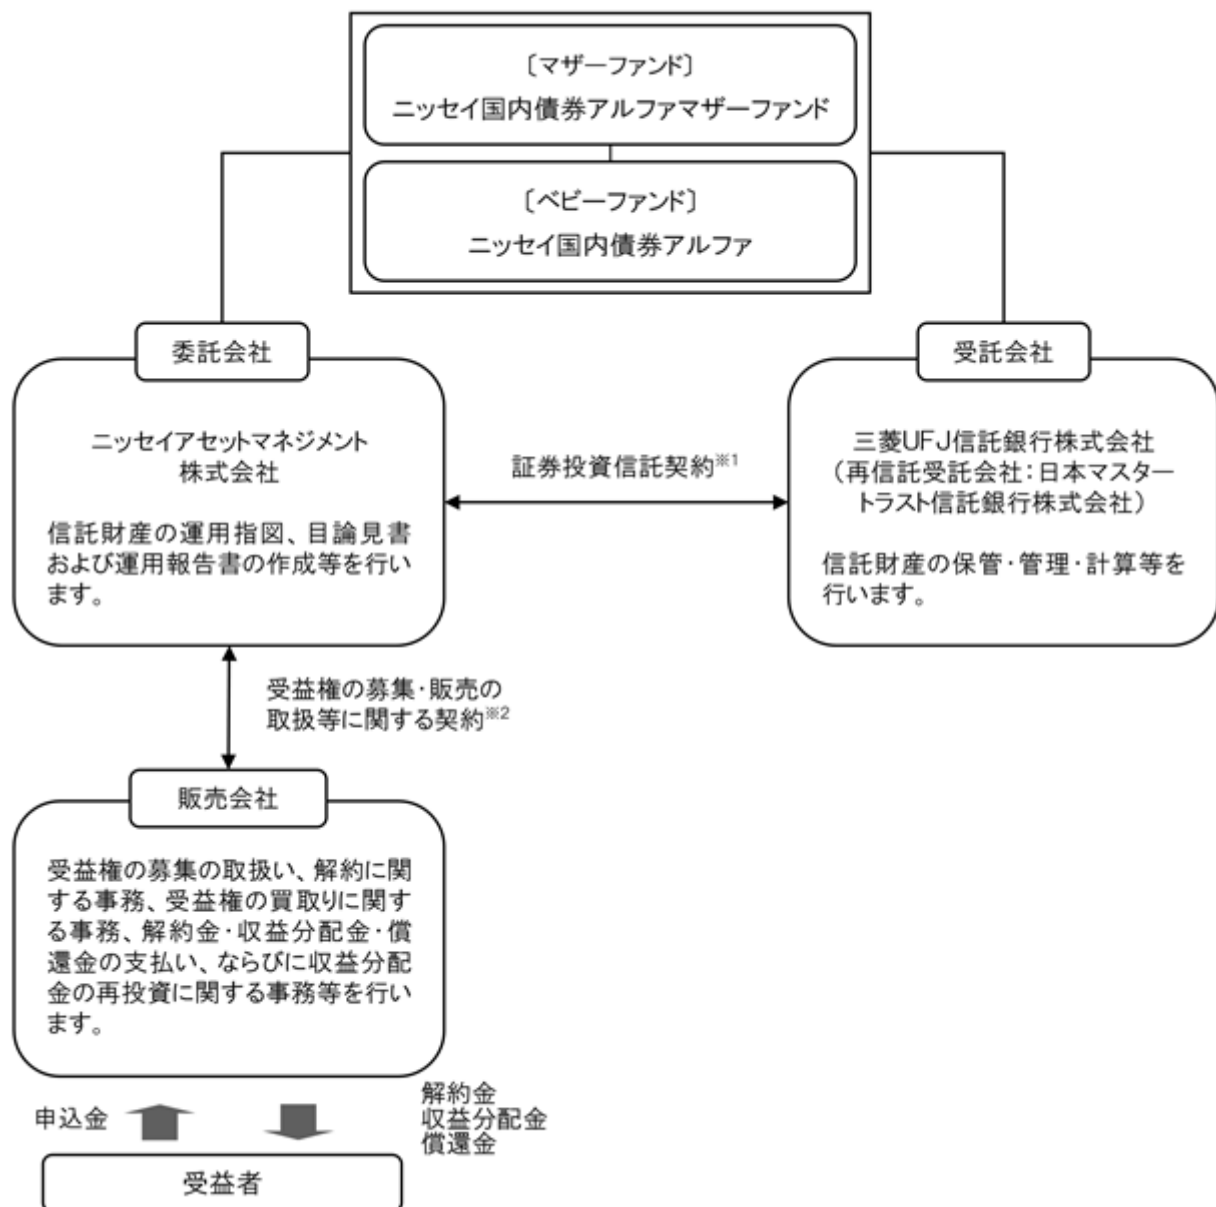 〔マザーファンド〕
ニッセイ国内債券アルファマザーファンド
〔ベビーファンド〕
ニッセイ国内債券アルファ
委託会社
ニッセイアセットマネジメント
株式会社
信託財産の運用指図、目論見書
および運用報告書の作成等を行い
ます。
証券投資信託契約※1
受託会社
三菱UFJ信託銀行株式会社
(再信託受託会社:日本マスター
トラスト信託銀行株式会社)
信託財産の保管・管理・計算等を
行います。
受益権の募集・販売の
取扱等に関する契約※2
販売会社
受益権の募集の取扱い、解約に関
する事務、受益権の買取りに関す
る事務、解約金・収益分配金・償
還金の支払い、ならびに収益分配
金の再投資に関する事務等を行い
ます。
申込金
解約金
収益分配金
償還金
受益者